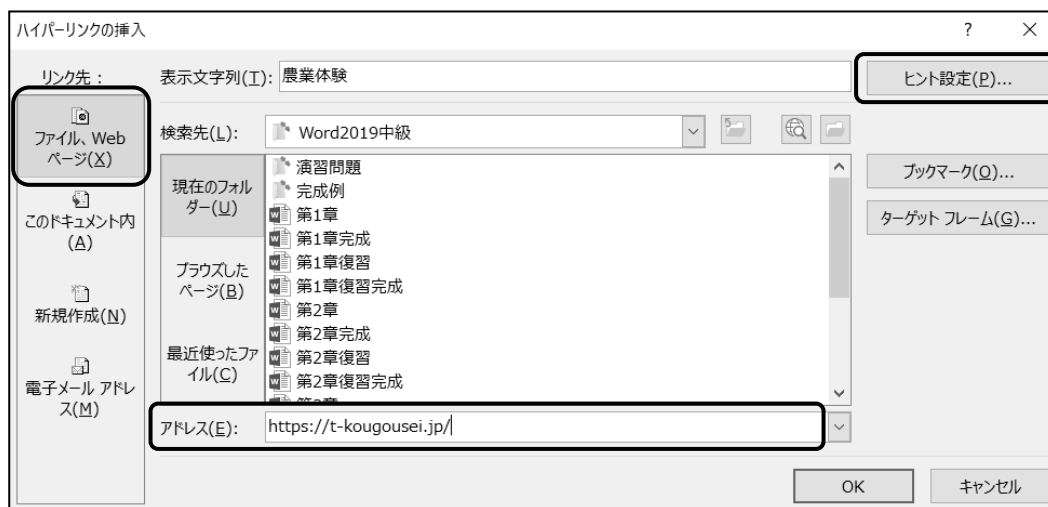 ハイパーリンクの挿入
? ×
リンク先：
表示文字列(T): 農業体験
ヒント設定(P)...
ファイル、Web
ページ(X)
このドキュメント内
(A)
新規作成(N)
電子メール アドレ
ス(M)
検索先(L): Word2019中級
現在のフォル
ダー(U)
ブラウズした
ページ(B)
最近使ったファ
イル(C)
演習問題
完成例
第1章
第1章完成
第1章復習
第1章復習完成
第2章
第2章完成
第2章復習
第2章復習完成
ブックマーク(O)...
ターゲット フレーム(G)...
アドレス(E): https://t-kougousei.jp/
OK
キャンセル